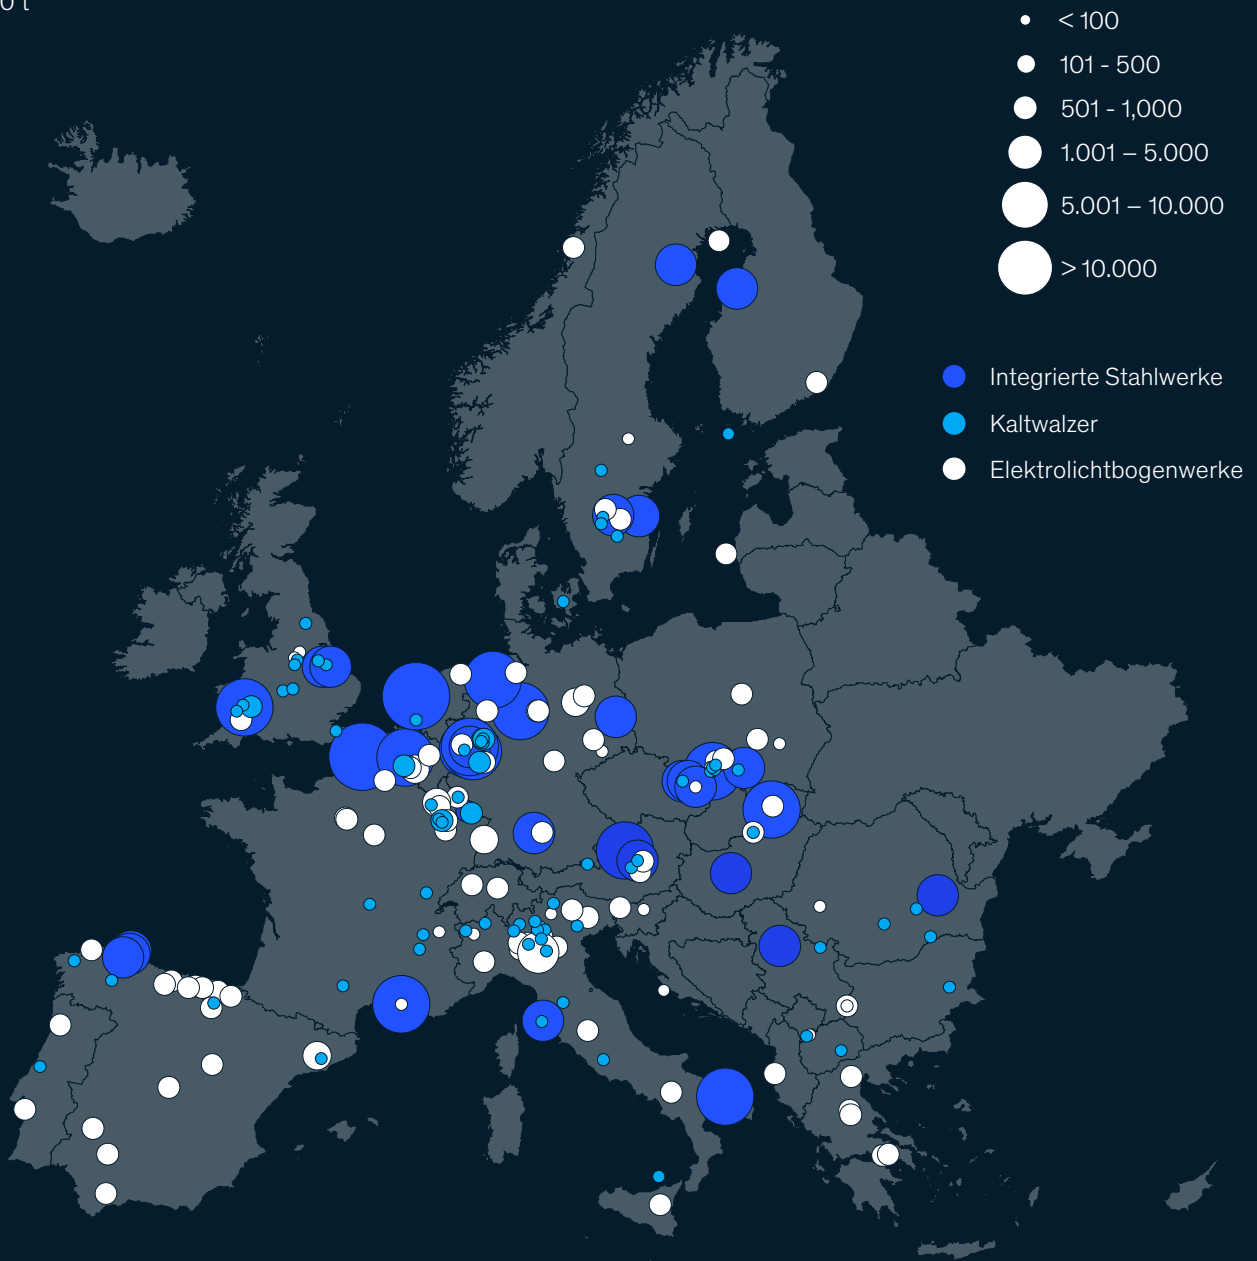 0 t
< 100
101 - 500
501 - 1,000
1.001 – 5.000
5.001 – 10.000
> 10.000
Integrierte Stahlwerke
Kaltwalzer
Elektrolichtbogenwerke